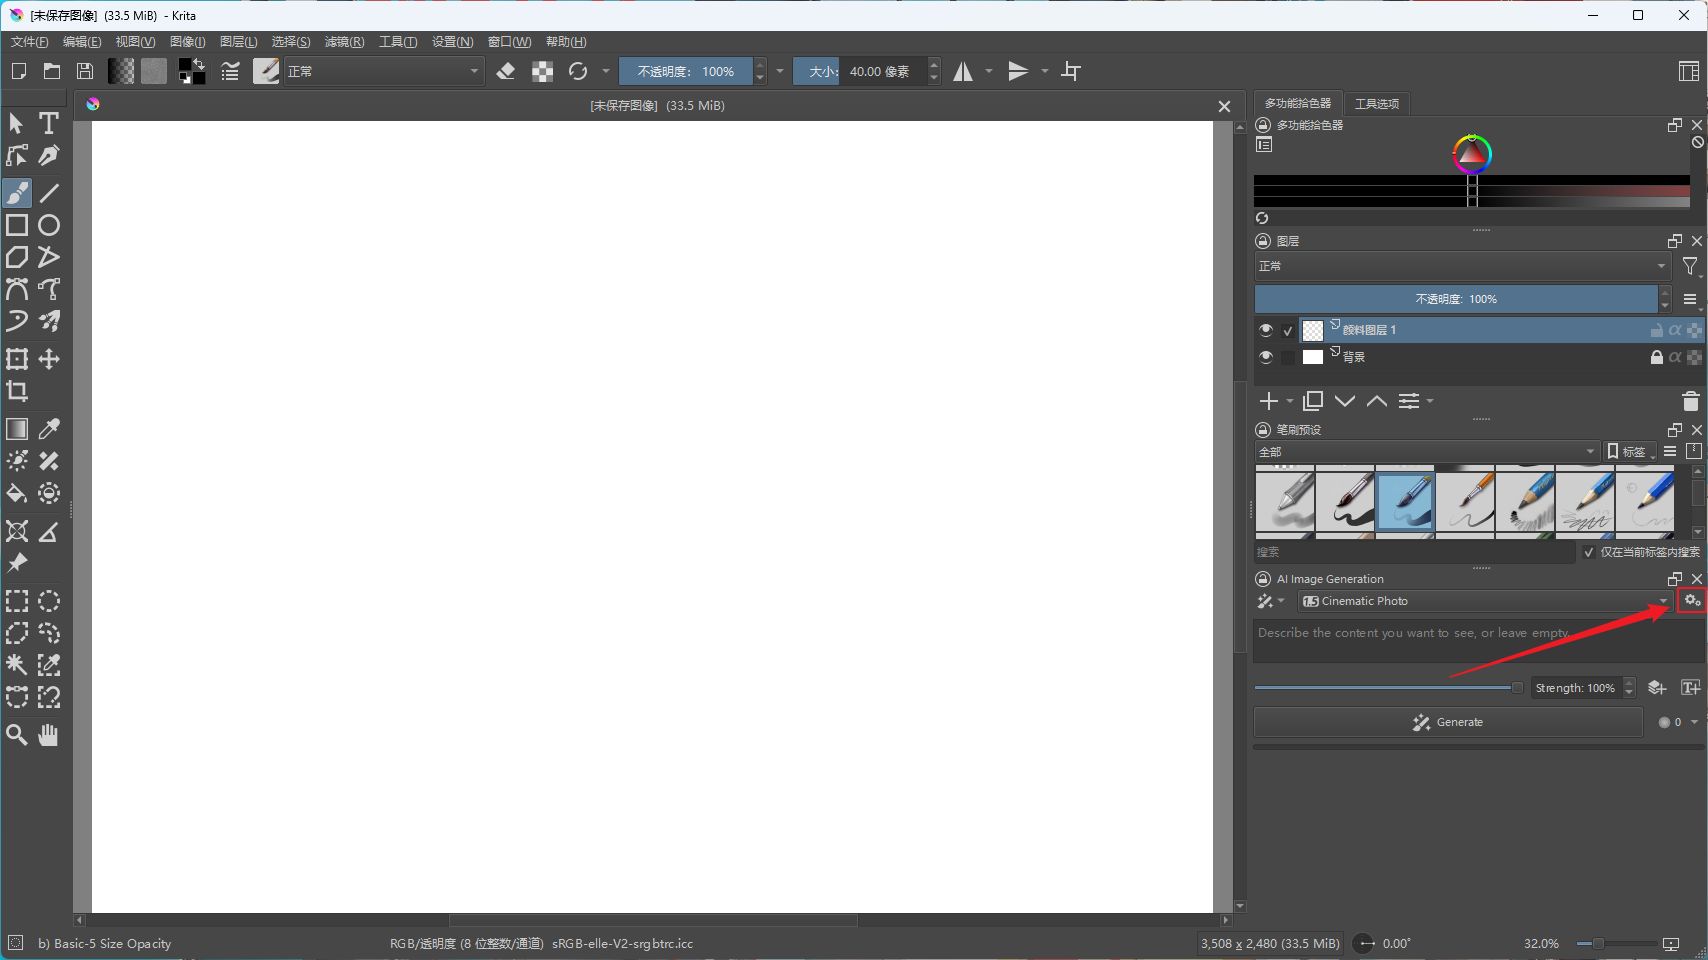 [未保存图像] (33.5 MiB) - Krita
文件(F) 编辑(E) 视图(V) 图像(I) 图层(L) 选择(S) 滤镜(R) 工具(T) 设置(N) 窗口(W) 帮助(H)
正常 不透明度: 100% 大小: 40.00 像素
[未保存图像] (33.5 MiB)
多功能拾色器 工具选项
多功能拾色器
图层
正常
不透明度: 100%
颜料图层 1
背景
笔刷预设
全部 标签
搜索 仅在当前标签内搜索
AI Image Generation
1.5 Cinematic Photo
Describe the content you want to see, or leave empty.
Strength: 100%
Generate 0
b) Basic-5 Size Opacity RGB/透明度 (8 位整数/通道) sRGB-elle-V2-srgbtrc.icc 3,508 x 2,480 (33.5 MiB) 0.00° 32.0%